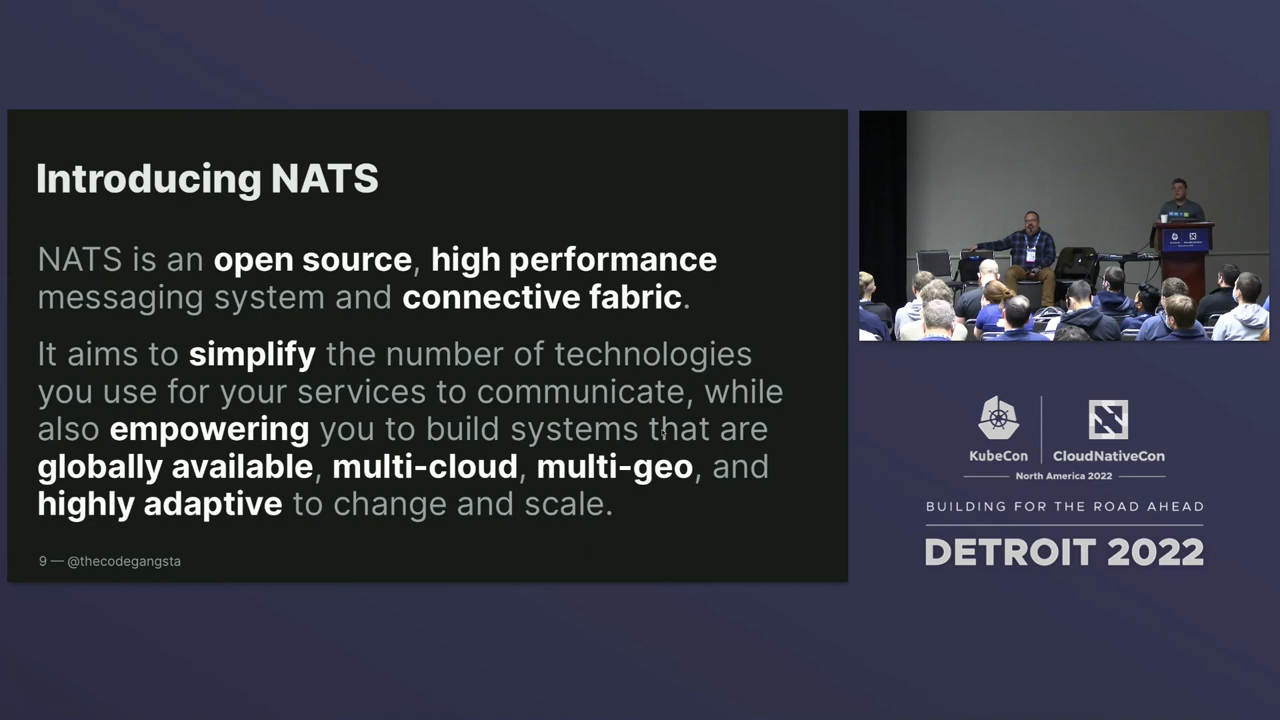 Introducing NATS
NATS is an open source, high performance
messaging system and connective fabric.
It aims to simplify the number of technologies
you use for your services to communicate, while
also empowering you to build systems that are
globally available, multi-cloud, multi-geo, and
highly adaptive to change and scale.
9 — @thecodegangsta
KubeCon
CloudNativeCon
North America 2022
BUILDING FOR THE ROAD AHEAD
DETROIT 2022